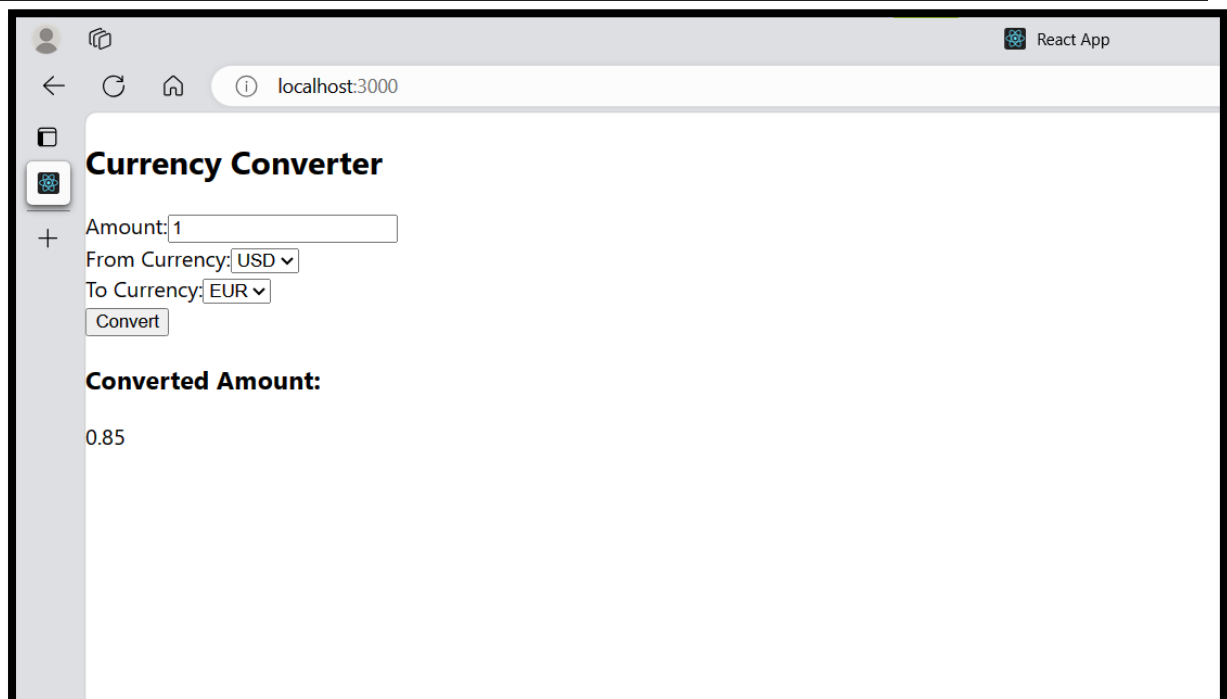 React App
localhost:3000
Currency Converter
Amount:1
From Currency:USD
To Currency:EUR
Convert
Converted Amount:
0.85